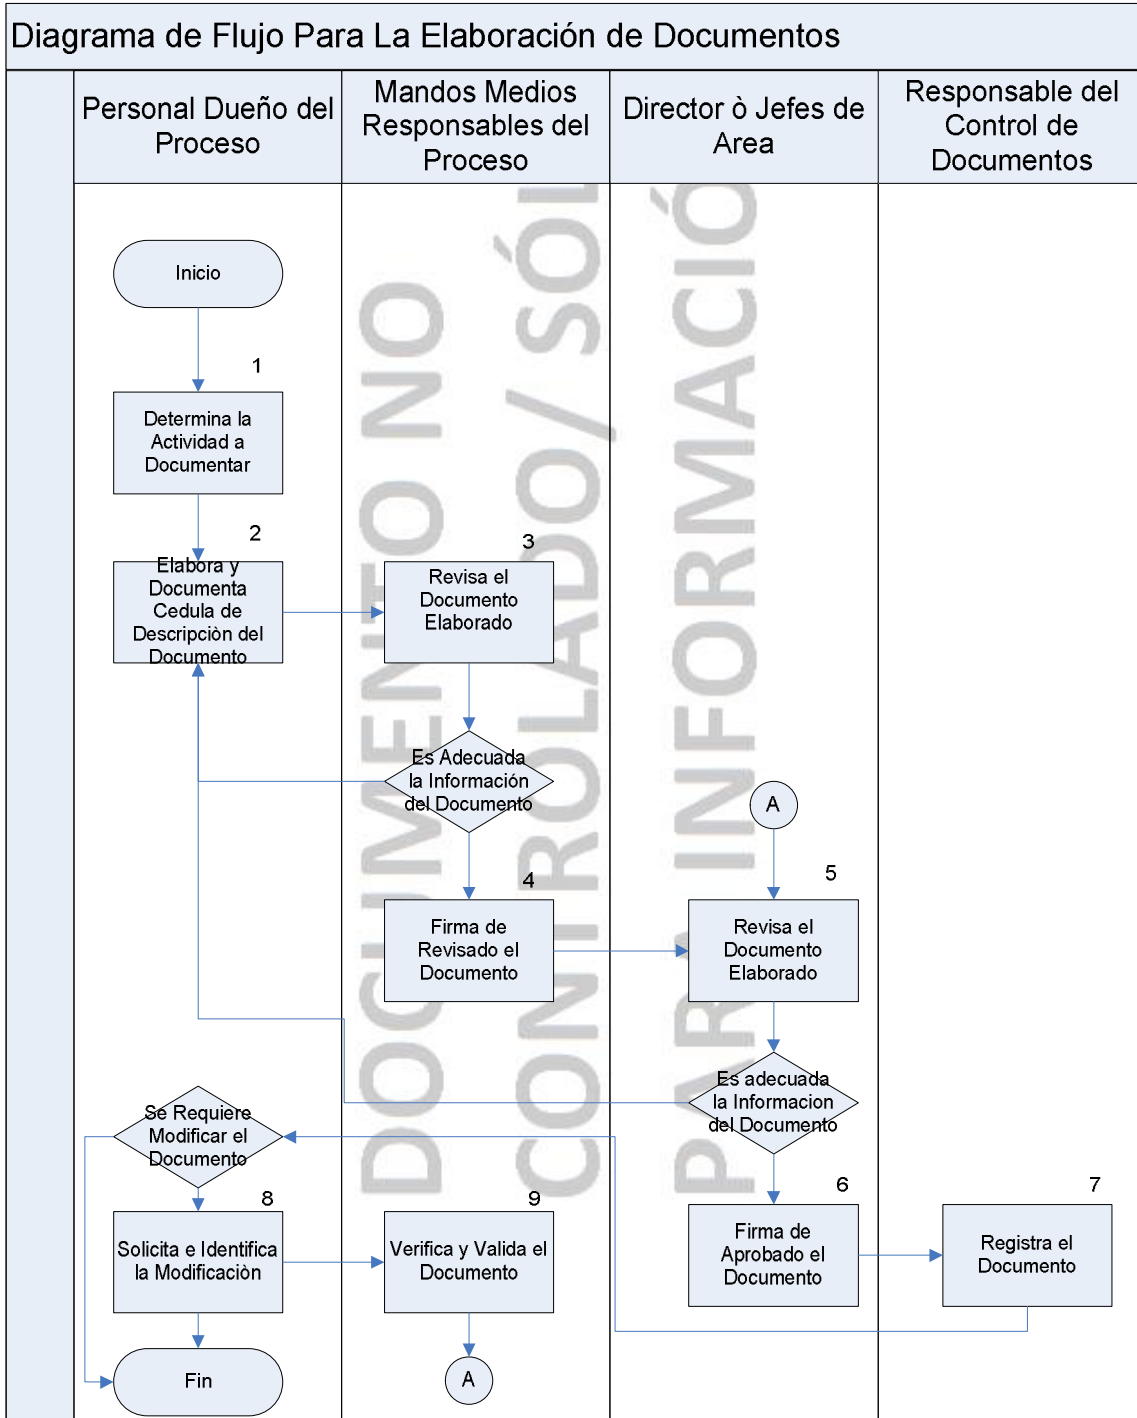 Diagrama de Flujo Para La Elaboración de Documentos
Personal Dueño del
Proceso
Mandos Medios
Responsables del
Proceso
Director ò Jefes de
Area
Responsable del
Control de
Documentos
DOCUMENTO NO
CONTROLADO/ SÓL
PARA INFORMACIÓ
Inicio
1
Determina la
Actividad a
Documentar
2
Elabora y
Documenta
Cedula de
Descripciòn del
Documento
3
Revisa el
Documento
Elaborado
Es Adecuada
la Información
del Documento
A
4
Firma de
Revisado el
Documento
5
Revisa el
Documento
Elaborado
Es adecuada
la Informacion
del Documento
Se Requiere
Modificar el
Documento
6
Firma de
Aprobado el
Documento
7
Registra el
Documento
8
Solicita e Identifica
la Modificaciòn
9
Verifica y Valida el
Documento
Fin
A